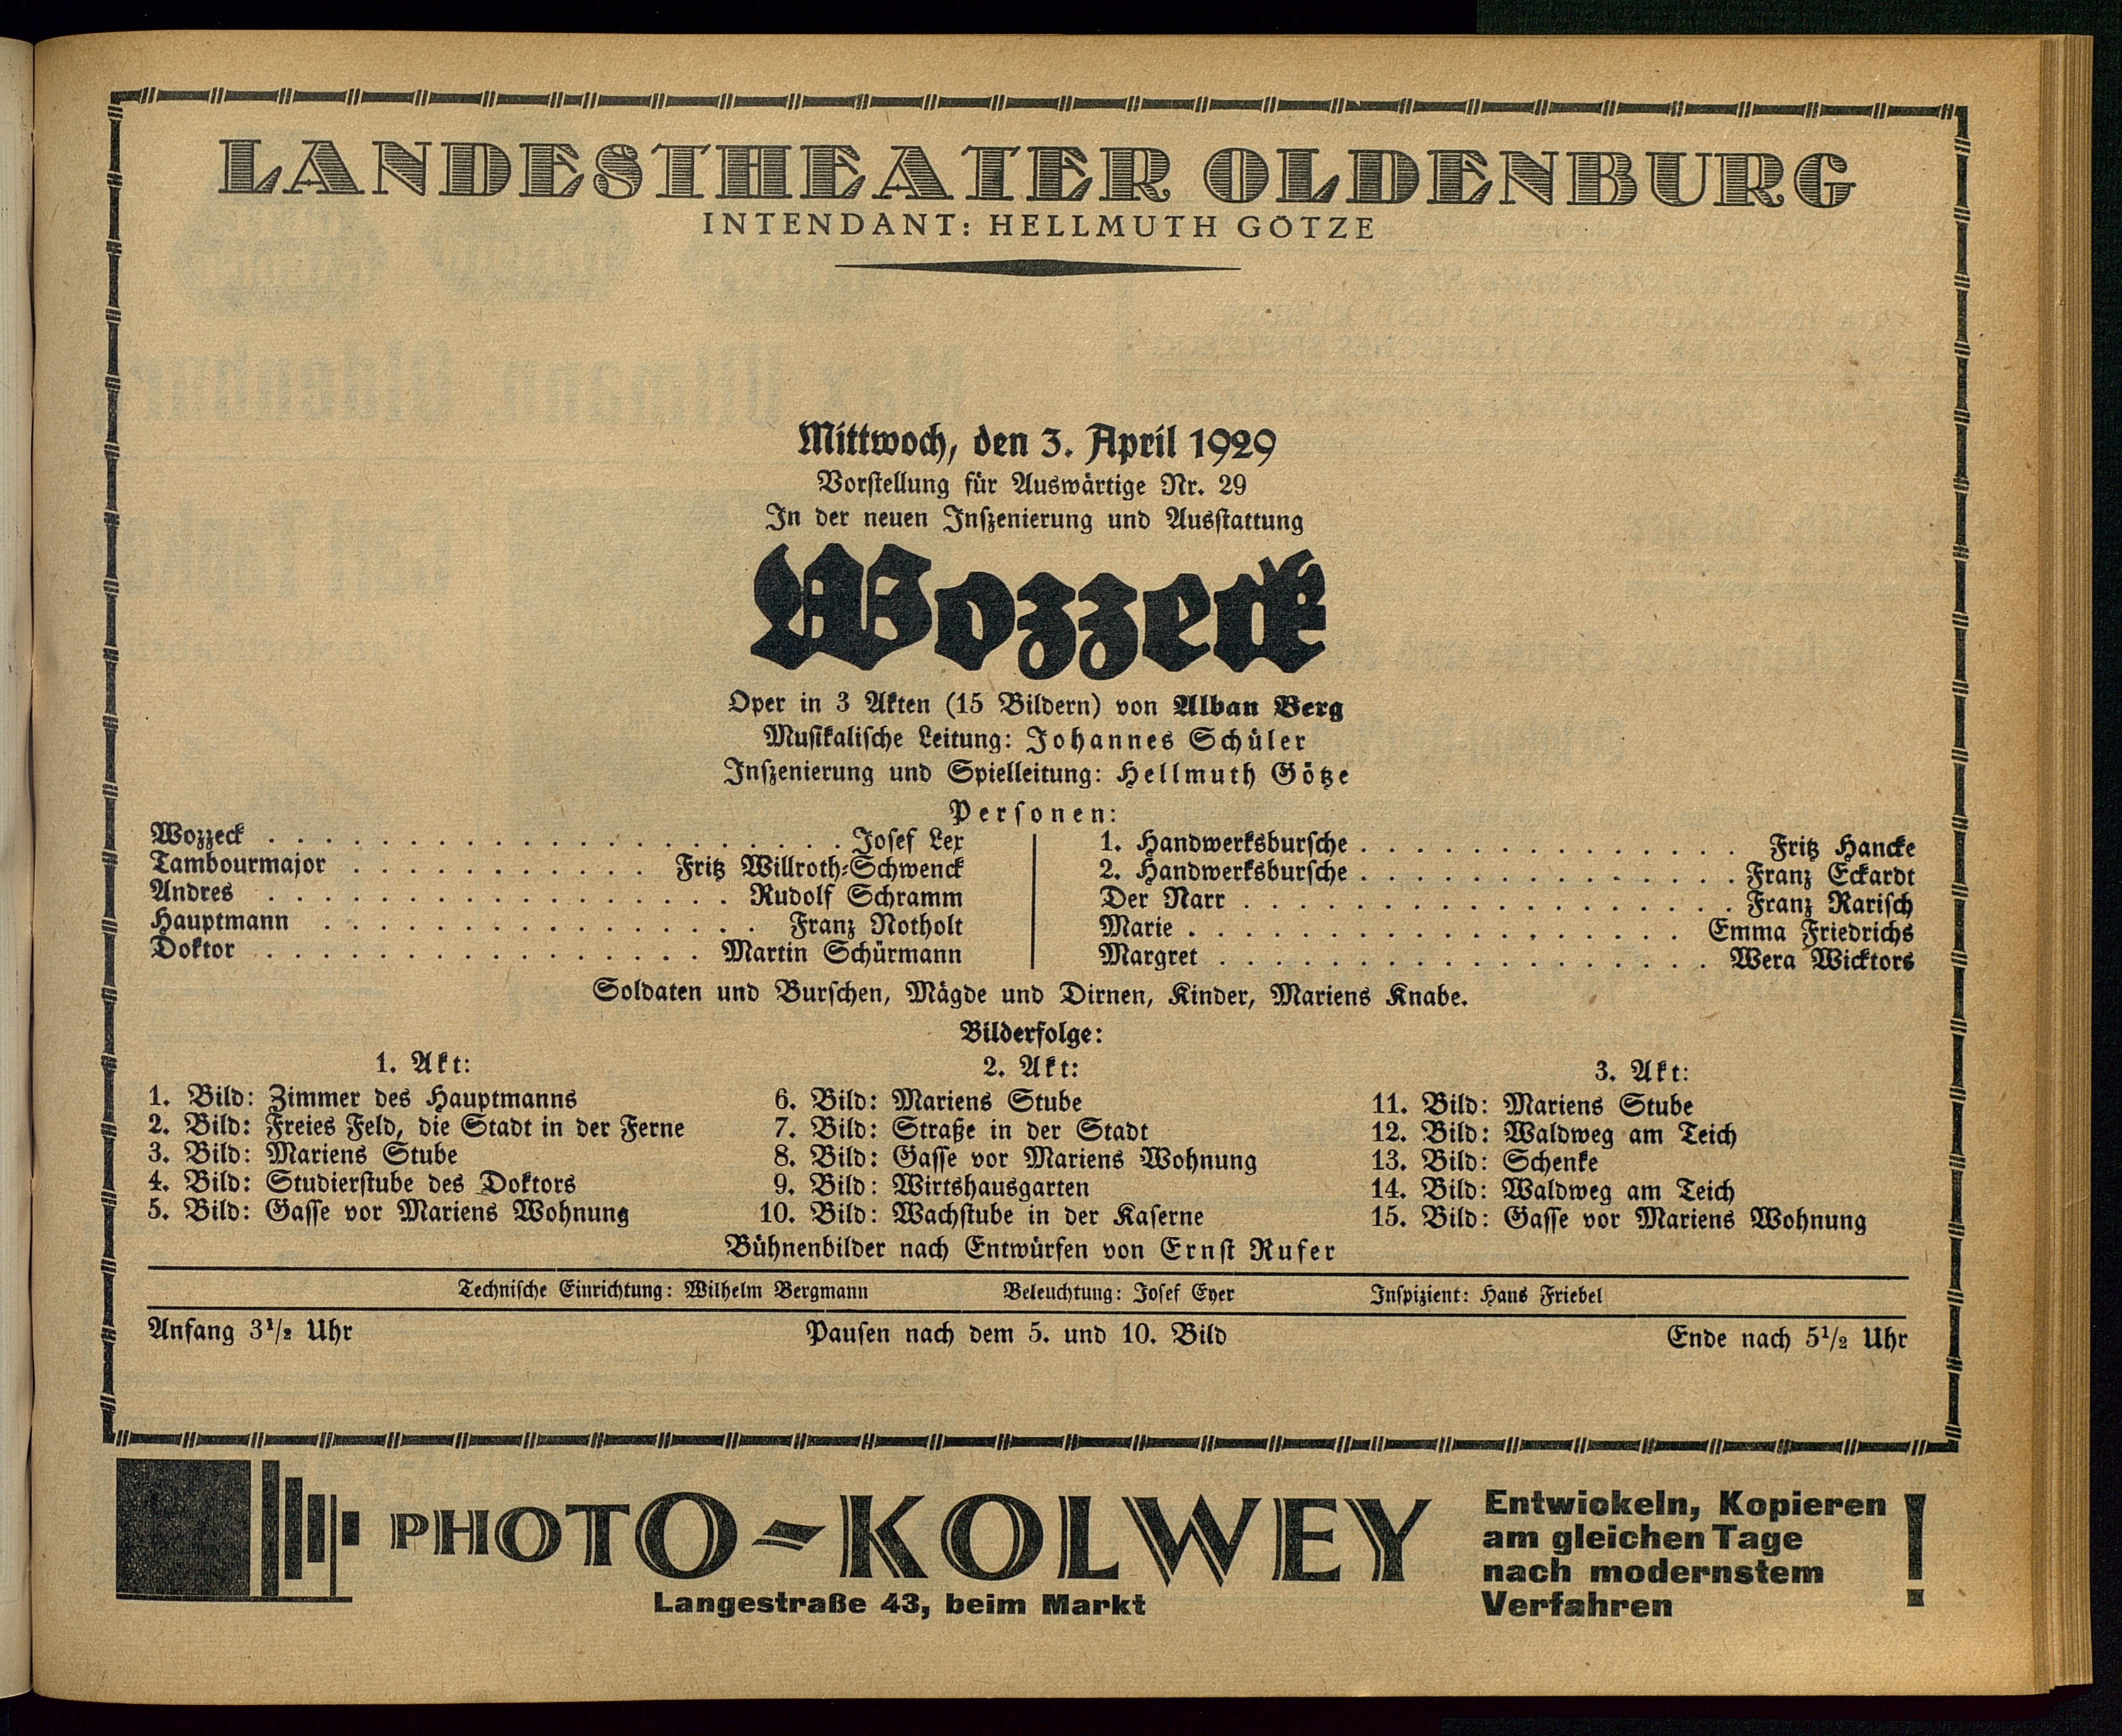 LANDESTHEATER OLDENBURG
INTENDANT: HELLMUTH GÖTZE
Mittwoch, den 3. April 1929
Vorstellung für Auswärtige Nr. 29
In der neuen Inszenierung und Ausstattung
Wozzeck
Oper in 3 Akten (15 Bildern) von Alban Berg
Musikalische Leitung: Johannes Schüler
Inszenierung und Spielleitung: Hellmuth Götze
Personen:
Wozzeck . . . . . . . . . . . . . . . . . . . . . Josef Lex
Tambourmajor . . . . . . . . . . . Fritz Willroth-Schwenck
Andres . . . . . . . . . . . . . . . . . Rudolf Schramm
Hauptmann . . . . . . . . . . . . . . . . Franz Notholt
Doktor . . . . . . . . . . . . . . . . Martin Schürmann
1. Handwerksbursche . . . . . . . . . . . . . . Fritz Hancke
2. Handwerksbursche . . . . . . . . . . . . . . Franz Eckardt
Der Narr . . . . . . . . . . . . . . . . . . Franz Rarisch
Marie . . . . . . . . . . . . . . . . . . Emma Friedrichs
Margret . . . . . . . . . . . . . . . . . . Wera Wicktors
Soldaten und Burschen, Mägde und Dirnen, Kinder, Mariens Knabe.
Bilderfolge:
1. Akt:
1. Bild: Zimmer des Hauptmanns
2. Bild: Freies Feld, die Stadt in der Ferne
3. Bild: Mariens Stube
4. Bild: Studierstube des Doktors
5. Bild: Gasse vor Mariens Wohnung
2. Akt:
6. Bild: Mariens Stube
7. Bild: Straße in der Stadt
8. Bild: Gasse vor Mariens Wohnung
9. Bild: Wirtshausgarten
10. Bild: Wachstube in der Kaserne
3. Akt:
11. Bild: Mariens Stube
12. Bild: Waldweg am Teich
13. Bild: Schenke
14. Bild: Waldweg am Teich
15. Bild: Gasse vor Mariens Wohnung
Bühnenbilder nach Entwürfen von Ernst Rufer
Technische Einrichtung: Wilhelm Bergmann Beleuchtung: Josef Eyer Inspizient: Hans Friebel
Anfang 3½ Uhr Pausen nach dem 5. und 10. Bild Ende nach 5½ Uhr
PHOTO-KOLWEY
Langestraße 43, beim Markt
Entwickeln, Kopieren
am gleichen Tage
nach modernstem
Verfahren !